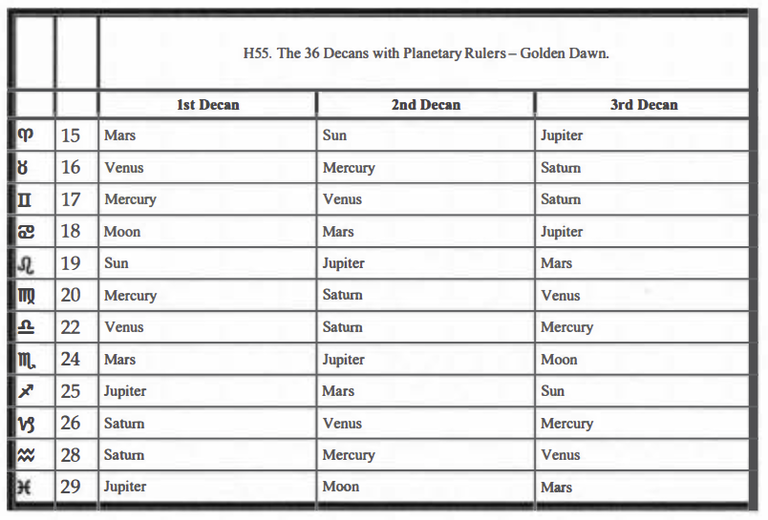 H55. The 36 Decans with Planetary Rulers – Golden Dawn.
1st Decan 2nd Decan 3rd Decan
♈ 15 Mars Sun Jupiter
♉ 16 Venus Mercury Saturn
♊ 17 Mercury Venus Saturn
♋ 18 Moon Mars Jupiter
♌ 19 Sun Jupiter Mars
♍ 20 Mercury Saturn Venus
♎ 22 Venus Saturn Mercury
♏ 24 Mars Jupiter Moon
♐ 25 Jupiter Mars Sun
♑ 26 Saturn Venus Mercury
♒ 28 Saturn Mercury Venus
♓ 29 Jupiter Moon Mars